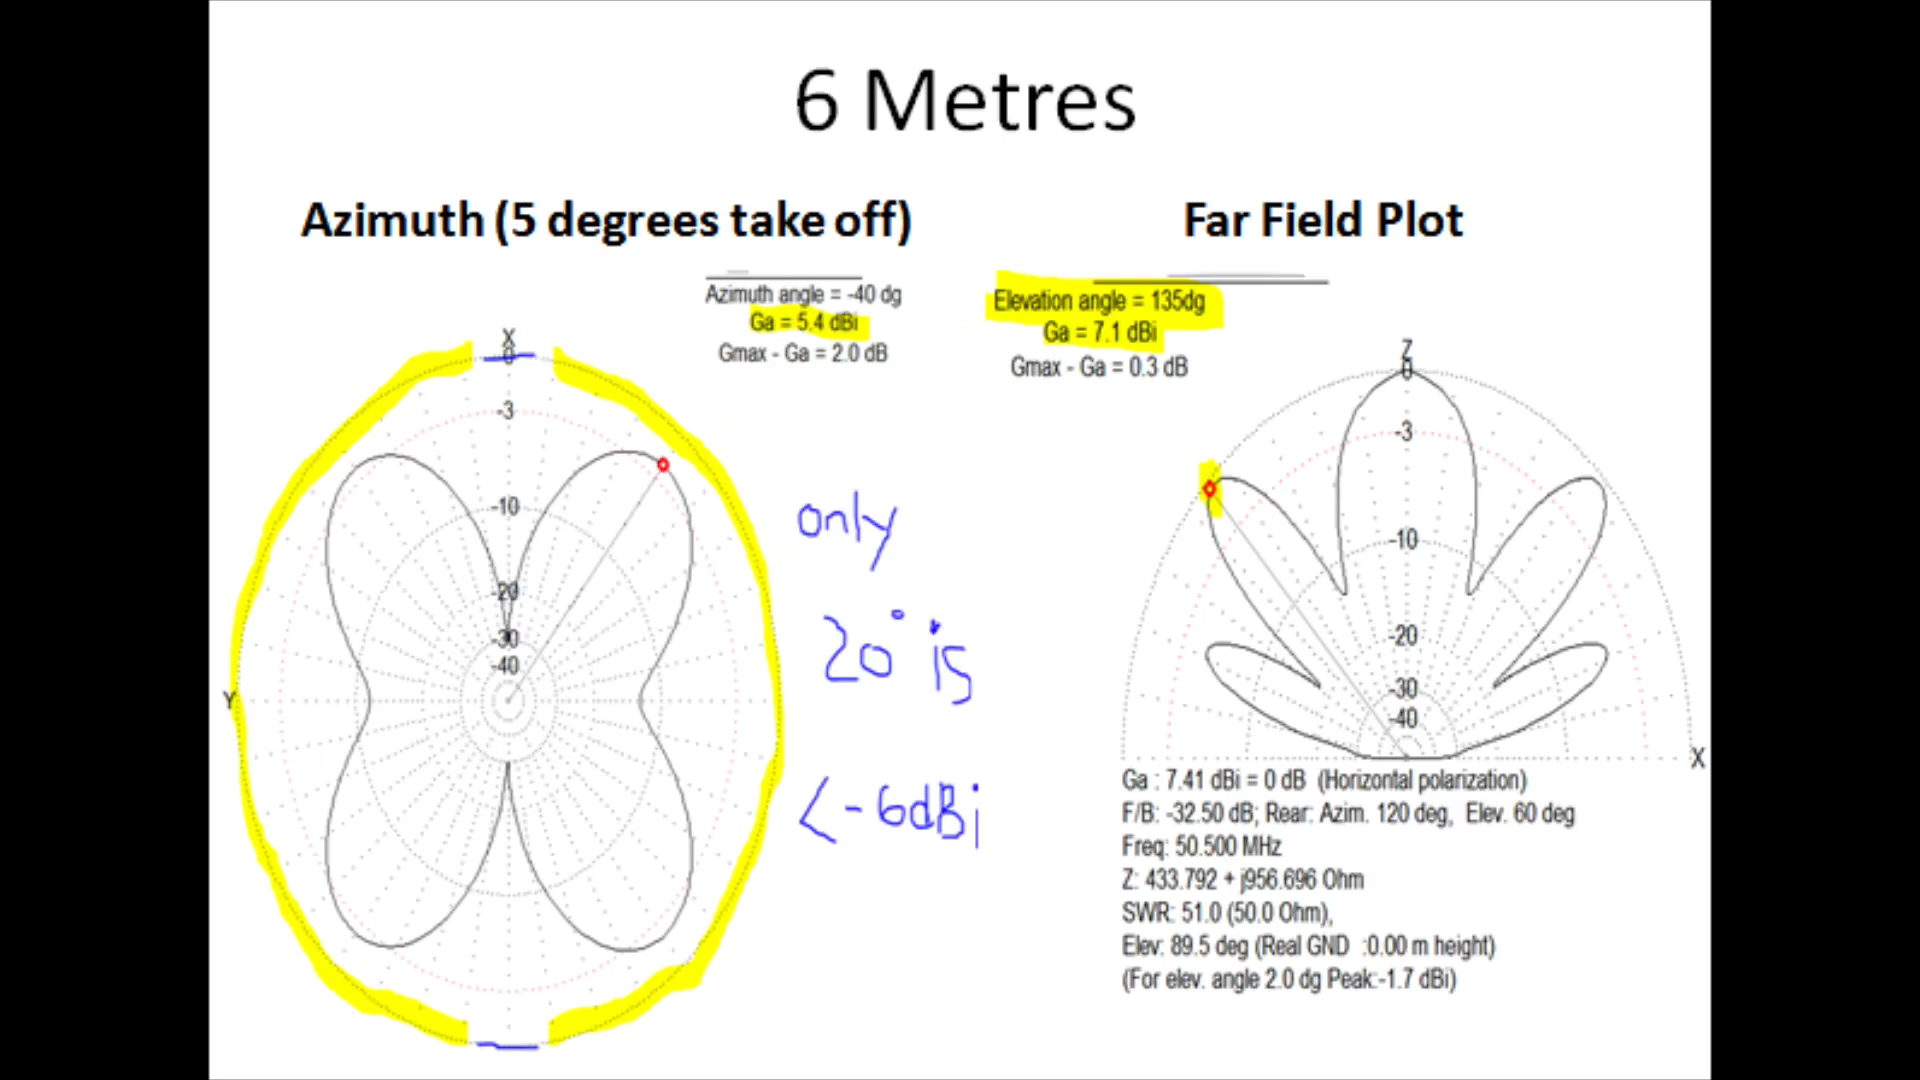 6 Metres
Azimuth (5 degrees take off)
Azimuth angle = -40 dg
Ga = 5.4 dBi
Gmax - Ga = 2.0 dB
X
0
-3
-10
-20
-30
-40
Y
only
20° is
<-6dBi
Far Field Plot
Elevation angle = 135dg
Ga = 7.1 dBi
Gmax - Ga = 0.3 dB
Z
0
-3
-10
-20
-30
-40
X
Ga : 7.41 dBi = 0 dB (Horizontal polarization)
F/B: -32.50 dB; Rear: Azim. 120 deg, Elev. 60 deg
Freq: 50.500 MHz
Z: 433.792 + j956.696 Ohm
SWR: 51.0 (50.0 Ohm),
Elev: 89.5 deg (Real GND :0.00 m height)
(For elev. angle 2.0 dg Peak:-1.7 dBi)